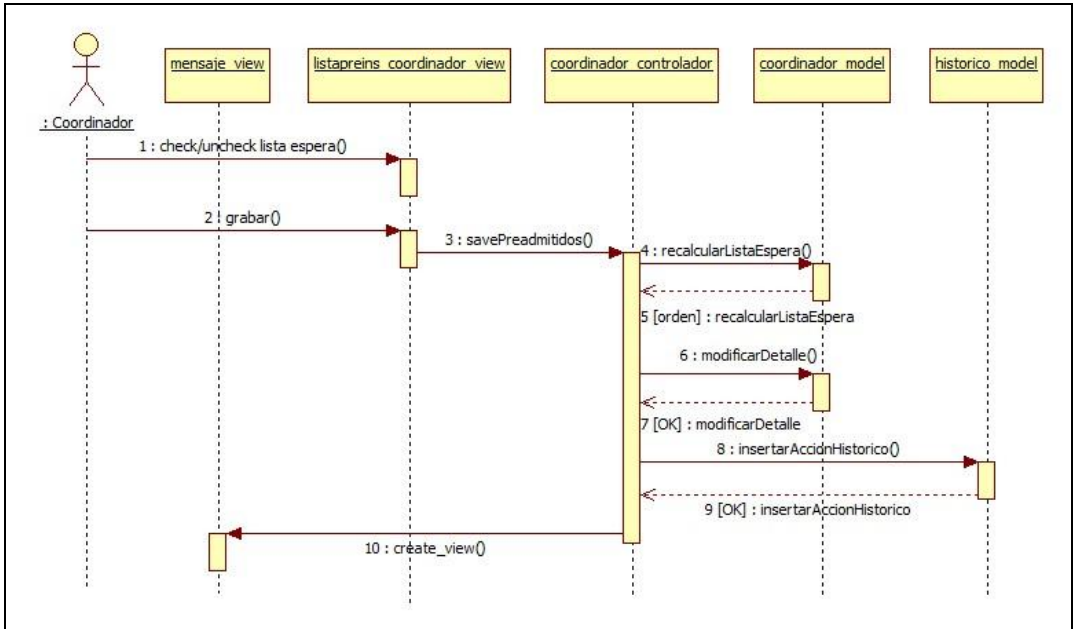 mensaje_view
listapreins_coordinador_view
coordinador_controlador
coordinador_model
historico_model
: Coordinador
1 : check/uncheck lista espera()
2 : grabar()
3 : savePreadmitidos()
4 : recalcularListaEspera()
5 [orden] : recalcularListaEspera
6 : modificarDetalle()
7 [OK] : modificarDetalle
8 : insertarAccionHistorico()
9 [OK] : insertarAccionHistorico
10 : create_view()